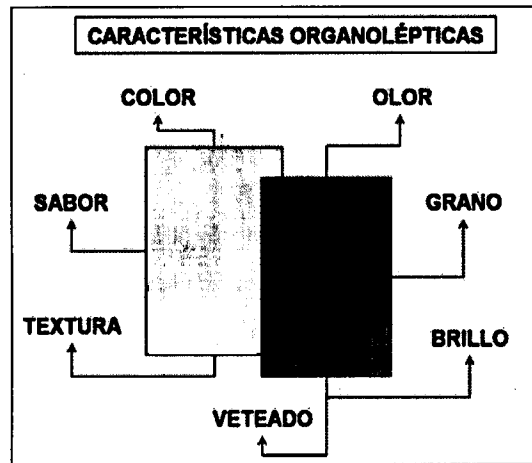 CARACTERÍSTICAS ORGANOLÉPTICAS
COLOR
OLOR
SABOR
GRANO
TEXTURA
BRILLO
VETEADO